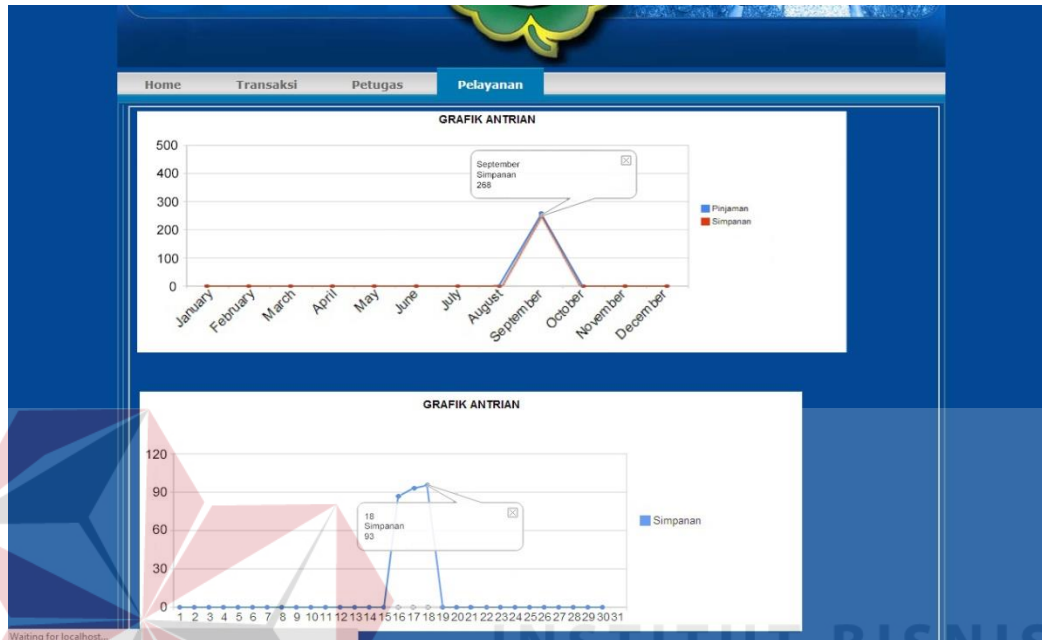 Home Transaksi Petugas Pelayanan
GRAFIK ANTRIAN
500
400
300
200
100
0
September
Simpanan
268
Pinjaman
Simpanan
January February March April May June July August September October November December
GRAFIK ANTRIAN
120
90
60
30
0
18
Simpanan
93
Simpanan
1 2 3 4 5 6 7 8 9 10 11 12 13 14 15 16 17 18 19 20 21 22 23 24 25 26 27 28 29 30 31
Waiting for localhost...
INSTITUT BISNIS